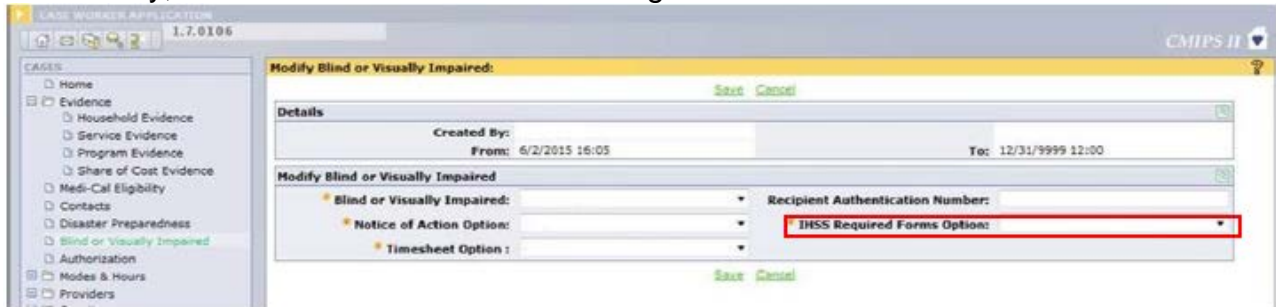 CASE WORKER APPLICATION
1.7.0106
CMIPS II
CASES
Home
Evidence
Household Evidence
Service Evidence
Program Evidence
Share of Cost Evidence
Medi-Cal Eligibility
Contacts
Disaster Preparedness
Blind or Visually Impaired
Authorization
Modes & Hours
Providers
Modify Blind or Visually Impaired:
?
Save Cancel
Details
Created By:
From: 6/2/2015 16:05 To: 12/31/9999 12:00
Modify Blind or Visually Impaired
* Blind or Visually Impaired: Recipient Authentication Number:
* Notice of Action Option: * IHSS Required Forms Option:
* Timesheet Option :
Save Cancel